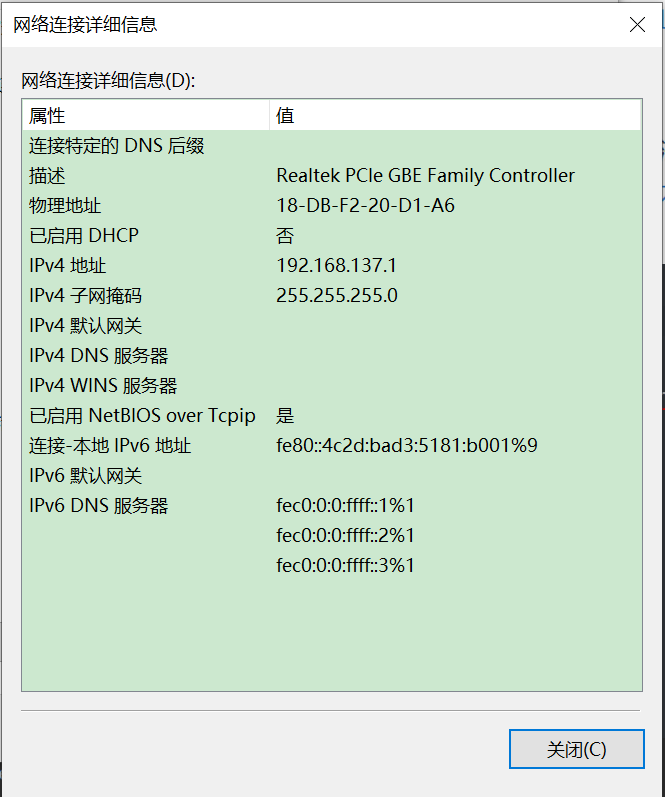 网络连接详细信息
网络连接详细信息(D):
属性 值
连接特定的 DNS 后缀
描述 Realtek PCIe GBE Family Controller
物理地址 18-DB-F2-20-D1-A6
已启用 DHCP 否
IPv4 地址 192.168.137.1
IPv4 子网掩码 255.255.255.0
IPv4 默认网关
IPv4 DNS 服务器
IPv4 WINS 服务器
已启用 NetBIOS over Tcpip 是
连接-本地 IPv6 地址 fe80::4c2d:bad3:5181:b001%9
IPv6 默认网关
IPv6 DNS 服务器 fec0:0:0:ffff::1%1
fec0:0:0:ffff::2%1
fec0:0:0:ffff::3%1
关闭(C)